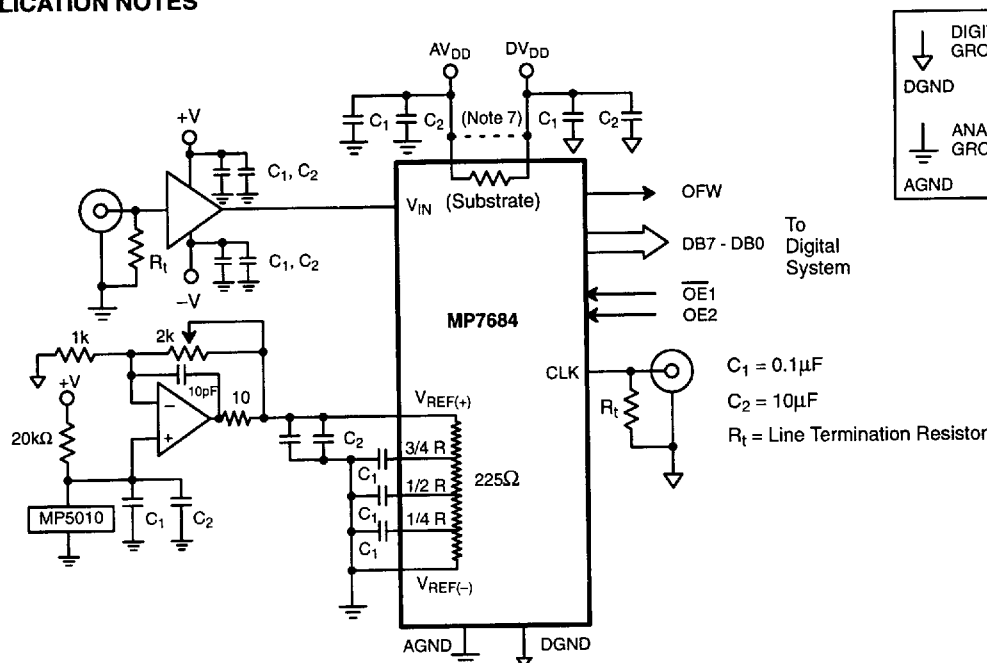 LICATION NOTES
AVDD DVDD
C1 C2 (Note 7) C1 C2
(Substrate)
+V
C1, C2
Rt
C1, C2
–V
VIN
OFW
DB7 - DB0
To
Digital
System
OE1
OE2
MP7684
CLK
Rt
C1 = 0.1µF
C2 = 10µF
Rt = Line Termination Resistor
1k
2k
+V
10pF
10
–
+
20kΩ
MP5010
C1 C2
C2
VREF(+)
3/4 R
C1
1/2 R
225Ω
C1
1/4 R
C1
VREF(–)
AGND
DGND
DIGI
GRO
DGND
ANA
GRO
AGND